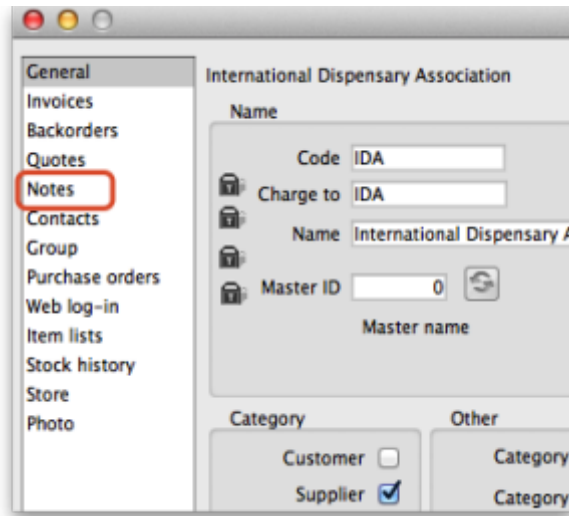 General
Invoices
Backorders
Quotes
Notes
Contacts
Group
Purchase orders
Web log-in
Item lists
Stock history
Store
Photo
International Dispensary Association
Name
Code IDA
Charge to IDA
Name International Dispensary A
Master ID 0
Master name
Category
Customer
Supplier
Other
Category
Category